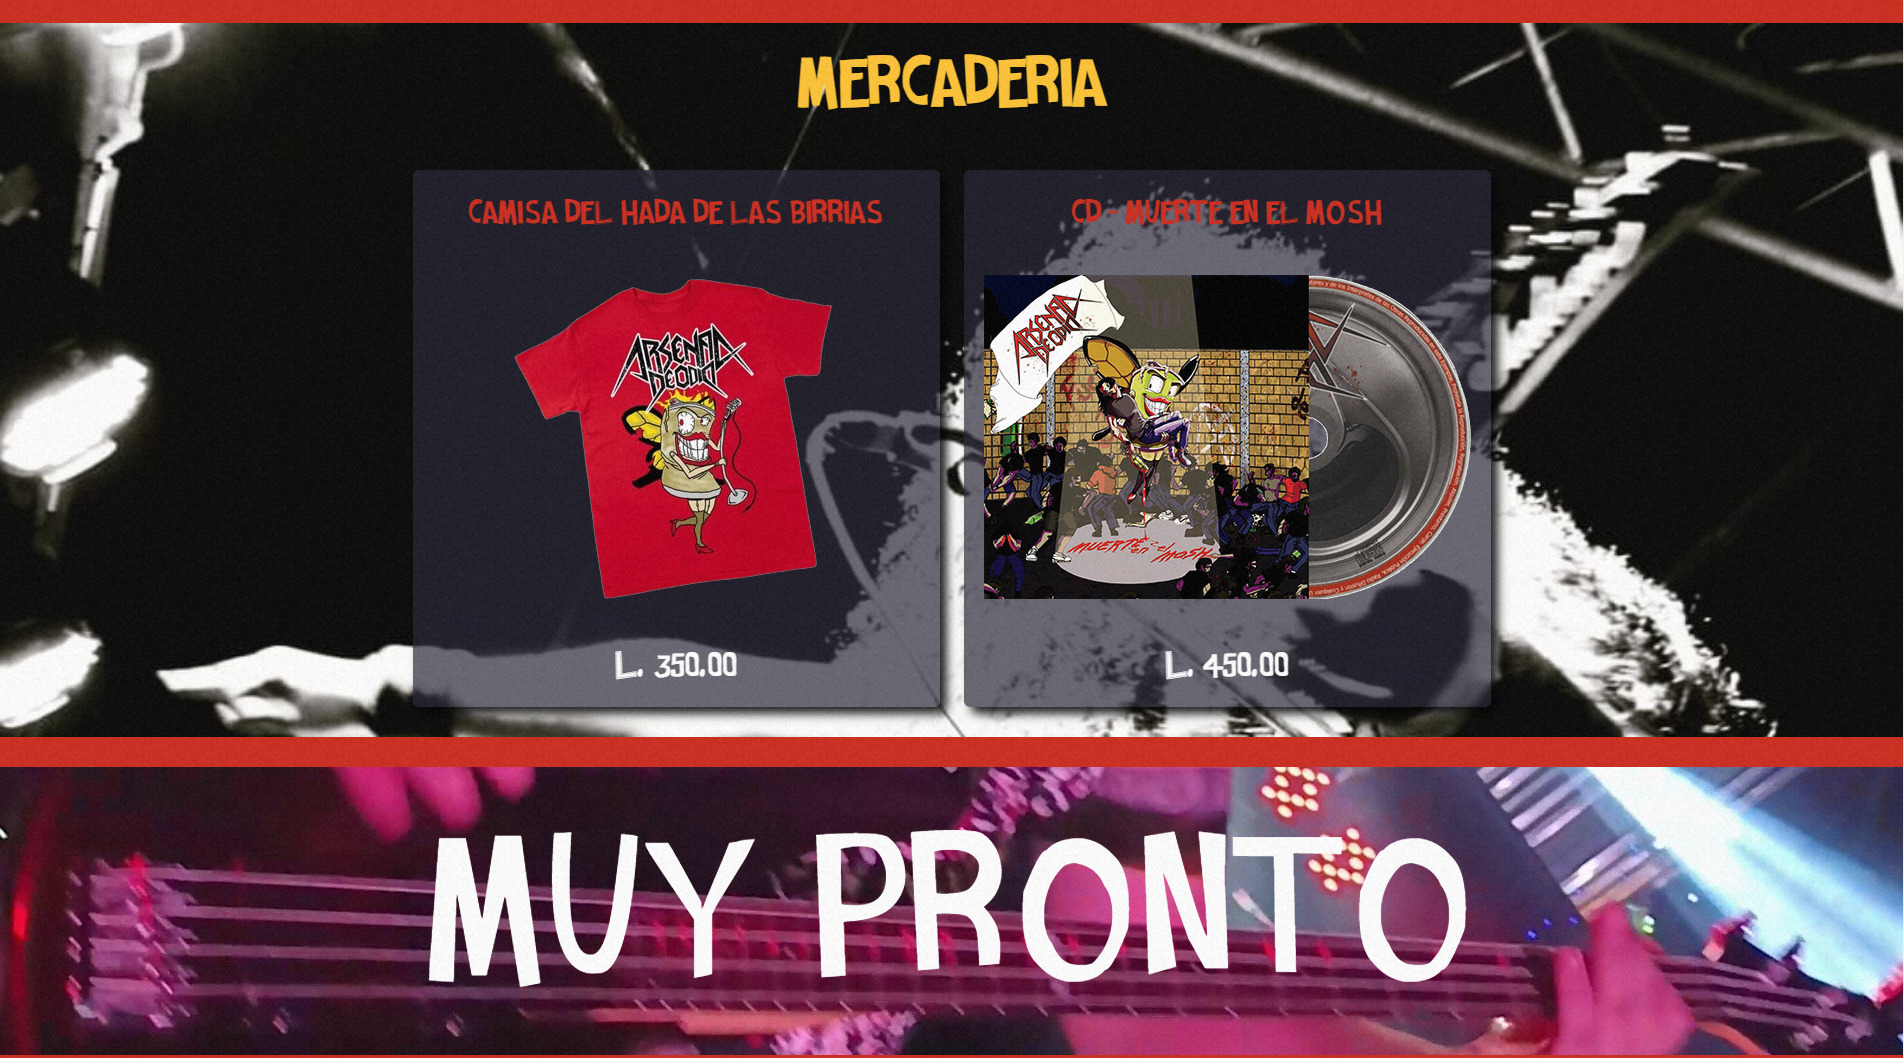 MERCADERIA
CAMISA DEL HADA DE LAS BIRRIAS
CD - MUERTE EN EL MOSH
ARSENAL
DE ODIO
ARSENAL
DE ODIO
MUERTE en el MOSH
L. 350.00
L. 450.00
MUY PRONTO